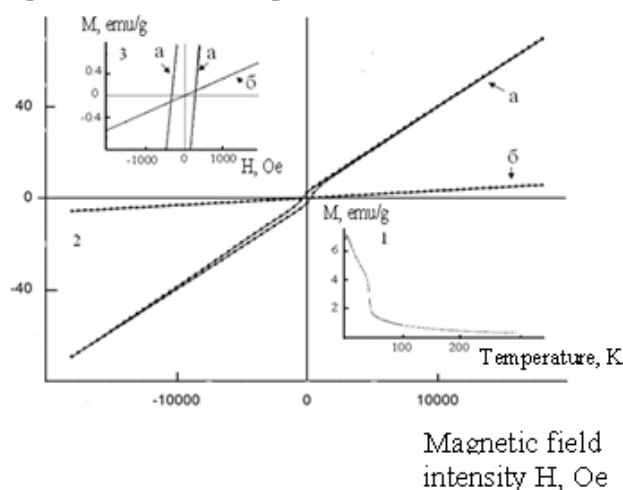 M, emu/g
3
a
a
б
0.4
0
-0.4
-1000
0
1000
H, Oe
40
0
-40
a
б
2
M, emu/g
1
6
4
2
100
200
Temperature, K
-10000
0
10000
Magnetic field
intensity H, Oe